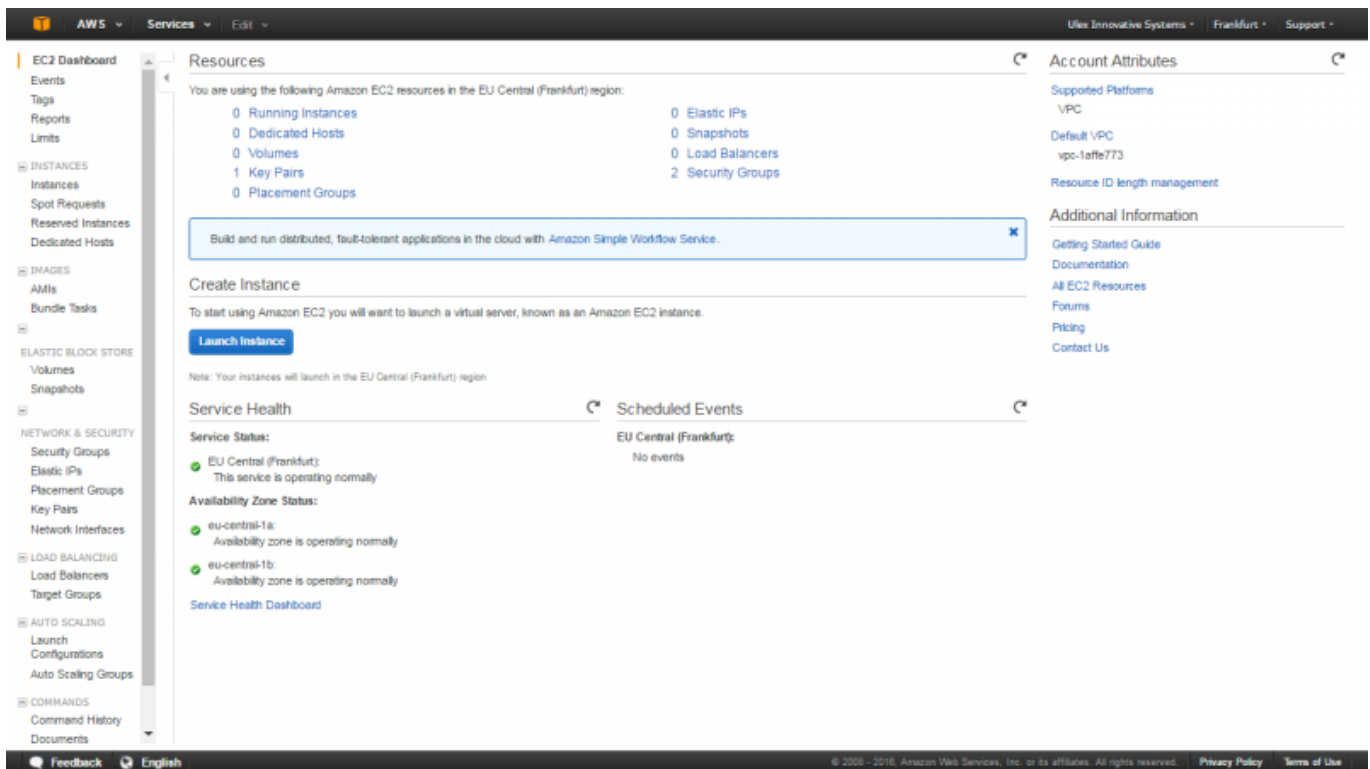 AWS Services Edit Ulex Innovative Systems Frankfurt Support
EC2 Dashboard
Events
Tags
Reports
Limits
INSTANCES
Instances
Spot Requests
Reserved Instances
Dedicated Hosts
IMAGES
AMIs
Bundle Tasks
ELASTIC BLOCK STORE
Volumes
Snapshots
NETWORK & SECURITY
Security Groups
Elastic IPs
Placement Groups
Key Pairs
Network Interfaces
LOAD BALANCING
Load Balancers
Target Groups
AUTO SCALING
Launch
Configurations
Auto Scaling Groups
COMMANDS
Command History
Documents
Resources
You are using the following Amazon EC2 resources in the EU Central (Frankfurt) region:
0 Running Instances
0 Dedicated Hosts
0 Volumes
1 Key Pairs
0 Placement Groups
0 Elastic IPs
0 Snapshots
0 Load Balancers
2 Security Groups
Build and run distributed, fault-tolerant applications in the cloud with Amazon Simple Workflow Service.
Create Instance
To start using Amazon EC2 you will want to launch a virtual server, known as an Amazon EC2 instance.
Launch Instance
Note: Your instances will launch in the EU Central (Frankfurt) region
Service Health
Service Status:
EU Central (Frankfurt):
This service is operating normally
Availability Zone Status:
eu-central-1a:
Availability zone is operating normally
eu-central-1b:
Availability zone is operating normally
Service Health Dashboard
Scheduled Events
EU Central (Frankfurt):
No events
Account Attributes
Supported Platforms
VPC
Default VPC
vpc-1affe773
Resource ID length management
Additional Information
Getting Started Guide
Documentation
All EC2 Resources
Forums
Pricing
Contact Us
Feedback English © 2008 - 2016, Amazon Web Services, Inc. or its affiliates. All rights reserved. Privacy Policy Terms of Use